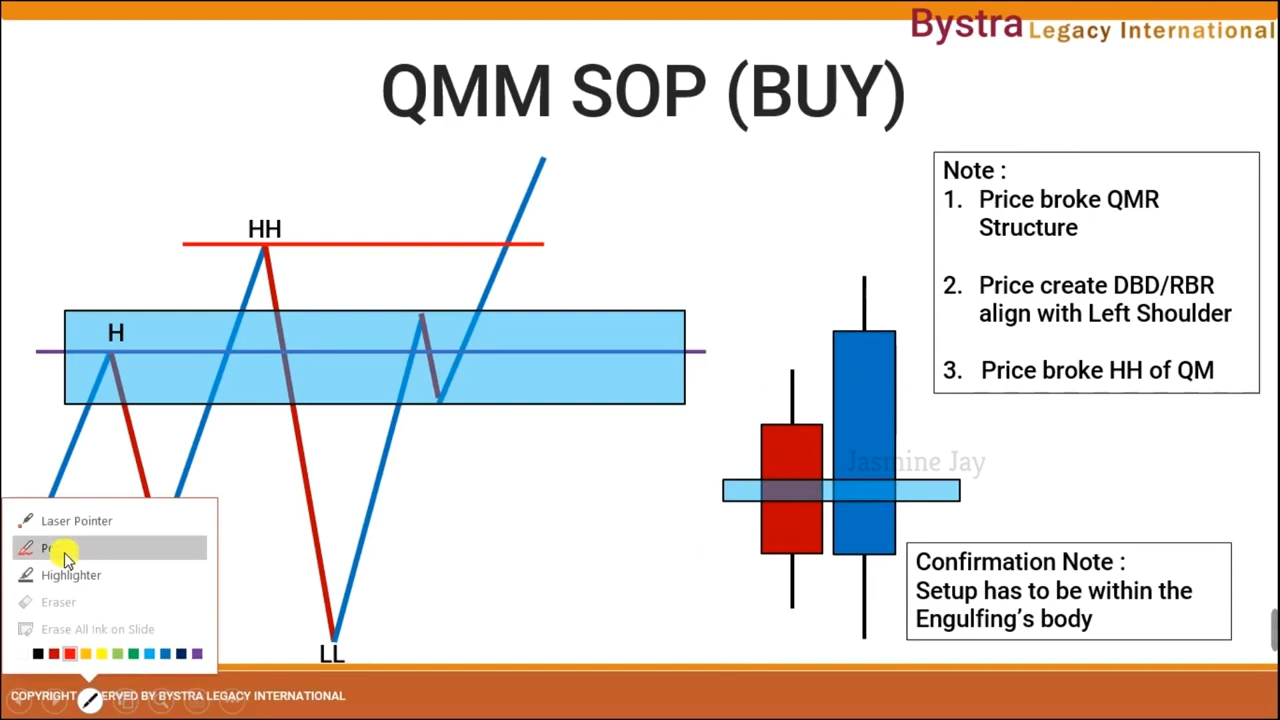 Bystra Legacy International
QMM SOP (BUY)
HH
H
LL
Note :
1. Price broke QMR
Structure
2. Price create DBD/RBR
align with Left Shoulder
3. Price broke HH of QM
Jasmine Jay
Confirmation Note :
Setup has to be within the
Engulfing's body
Laser Pointer
Highlighter
Eraser
Erase All Ink on Slide
COPYRIGHT ERVED BY BYSTRA LEGACY INTERNATIONAL